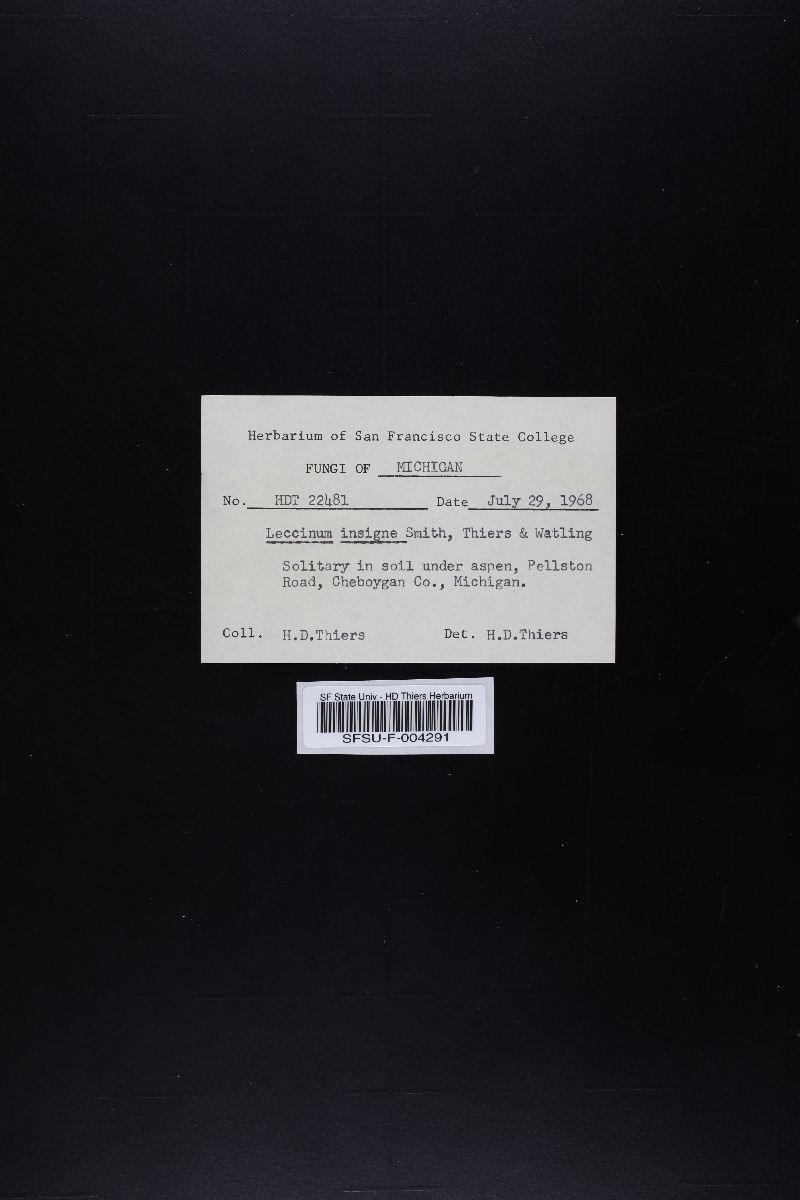 Herbarium of San Francisco State College
FUNGI OF MICHIGAN
No. HDT 22481 Date July 29, 1968
Leccinum insigne Smith, Thiers & Watling
Solitary in soil under aspen, Pellston
Road, Cheboygan Co., Michigan.
Coll. H.D.Thiers Det. H.D.Thiers
SF State Univ - HD Thiers Herbarium
SFSU-F-004291